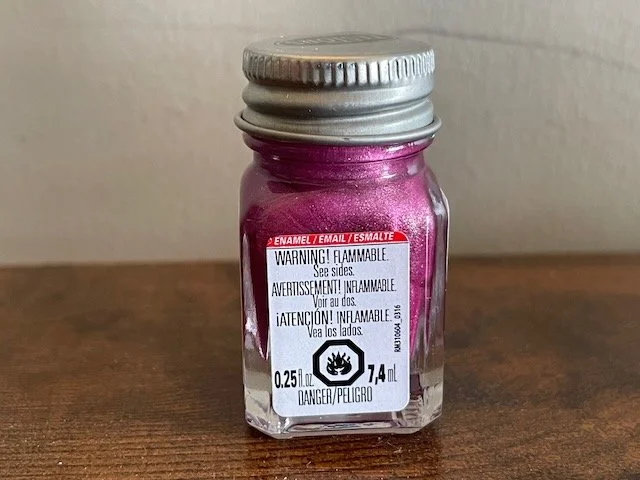 ENAMEL / EMAIL / ESMALTE
WARNING! FLAMMABLE.
See sides.
AVERTISSEMENT! INFLAMMABLE.
Voir au dos.
¡ATENCIÓN! INFLAMABLE.
Vea los lados.
0.25 fl oz. 7,4 mL
DANGER/PELIGRO
RM310604_0316